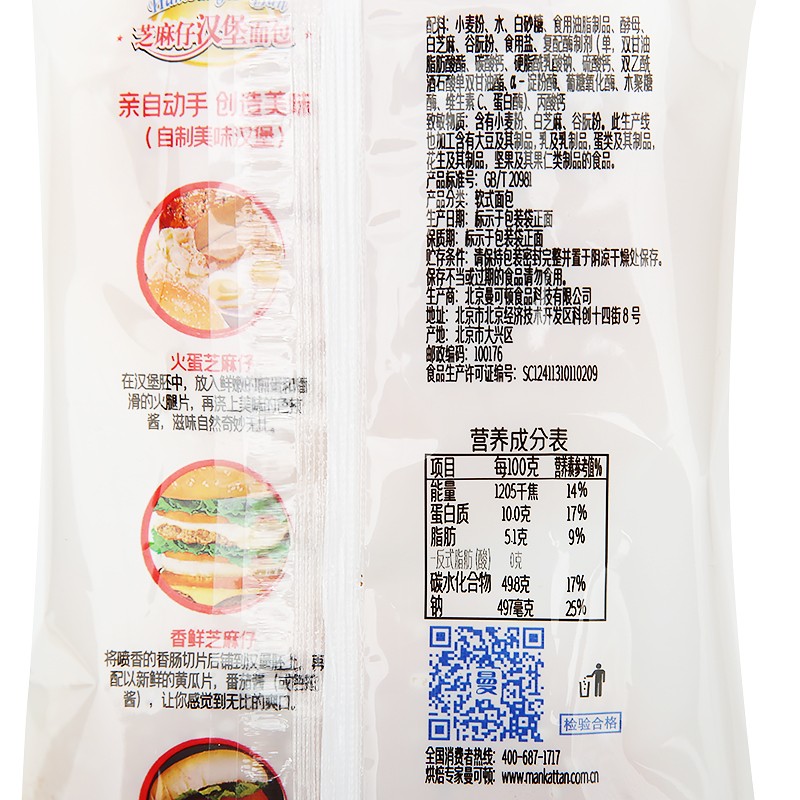 芝麻仔汉堡面包
亲自动手 创造美味
（自制美味汉堡）
火蛋芝麻仔
在汉堡胚中，放入鲜
滑的火腿片，再浇上美味的
酱，滋味自然奇妙
香鲜芝麻仔
将喷香的香肠切片后铺到汉堡胚上，再
配以新鲜的黄瓜片，番茄酱（或
酱），让你感觉到无比的爽口。
配料：小麦粉、水、白砂糖、食用油脂制品、酵母、
白芝麻、谷朊粉、食用盐、复配酶制剂（单，双甘油
脂肪酸酯、碳酸钙、硬脂酰乳酸钠、硫酸钙、双乙酰
酒石酸单双甘油酯、α-淀粉酶、葡糖氧化酶、木聚糖
酶、维生素C、蛋白酶）、丙酸钙
致敏物质：含有小麦粉、白芝麻、谷朊粉。此生产线
也加工含有大豆及其制品，乳及乳制品，蛋类及其制品，
花生及其制品，坚果及其果仁类制品的食品。
产品标准号：GB/T 20981
产品分类：软式面包
生产日期：标示于包装袋正面
保质期：标示于包装袋正面
贮存条件：请保持包装密封完整并置于阴凉干燥处保存。
保存不当或过期的食品请勿食用。
生产商：北京曼可顿食品科技有限公司
地址：北京市北京经济技术开发区科创十四街8号
产地：北京市大兴区
邮政编码：100176
食品生产许可证编号：SC12411310110209
营养成分表
项目 每100克 营养素参考值%
能量 1205千焦 14%
蛋白质 10.0克 17%
脂肪 5.1克 9%
-反式脂肪(酸) 0克
碳水化合物 49.8克 17%
钠 497毫克 25%
曼
检验合格
全国消费者热线：400-687-1717
烘焙专家曼可顿：www.mankattan.com.cn